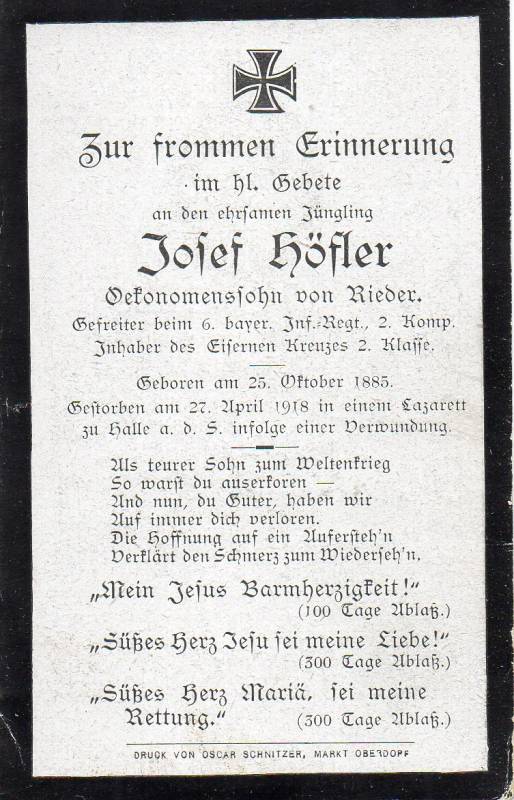 Zur frommen Erinnerung
im hl. Gebete
an den ehrsamen Jüngling
Josef Höfler
Oekonomenssohn von Rieder.
Gefreiter beim 6. bayer. Inf.-Regt., 2. Komp.
Inhaber des Eisernen Kreuzes 2. Klasse.
Geboren am 25. Oktober 1885.
Gestorben am 27. April 1918 in einem Lazarett
zu Halle a. d. S. infolge einer Verwundung.
Als teurer Sohn zum Weltenkrieg
So warst du auserkoren —
And nun, du Guter, haben wir
Auf immer dich verloren.
Die Hoffnung auf ein Aufersteh'n
Verklärt den Schmerz zum Wiederseh'n.
„Mein Jesus Barmherzigkeit!"
(100 Tage Ablaß.)
„Süßes Herz Jesu sei meine Liebe!"
(300 Tage Ablaß.)
„Süßes Herz Mariä, sei meine
Rettung." (300 Tage Ablaß.)
DRUCK VON OSCAR SCHNITZER, MARKT OBERDOPF